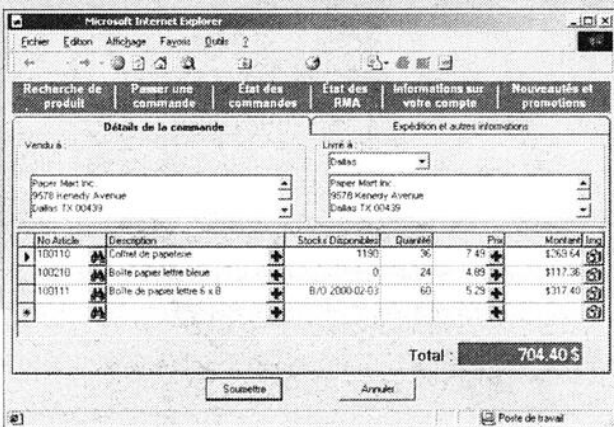 Microsoft Internet Explorer
Fichier Edition Affichage Favoris Outils ?
Recherche de produit
Passer une commande
État des commandes
État des RMA
Informations sur votre compte
Nouveautés et promotions
Détails de la commande
Expédition et autres informations
Vendu à :
Livré à :
Dallas
Paper Mart Inc.
9578 Kenedy Avenue
Dallas TX 00439
Paper Mart Inc.
9578 Kenedy Avenue
Dallas TX 00439
No Article Description Stocks Disponibles Quantité Prix Montant Img
100110 Coffret de papeterie 1190 36 7.49 $269.64
100210 Boîte papier lettre bleue 0 24 4.89 $117.36
100111 Boîte de papier lettre 6 x 8 B/O 2000-02-03 60 5.29 $317.40
Total : 704.40 $
Soumettre Annuler
Poste de travail